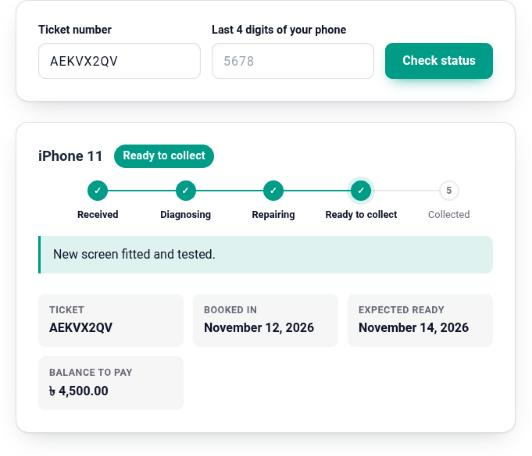 Ticket number
Last 4 digits of your phone
AEKVX2QV
5678
Check status
iPhone 11
Ready to collect
✓ ✓ ✓ ✓ 5
Received Diagnosing Repairing Ready to collect Collected
New screen fitted and tested.
TICKET
AEKVX2QV
BOOKED IN
November 12, 2026
EXPECTED READY
November 14, 2026
BALANCE TO PAY
৳ 4,500.00